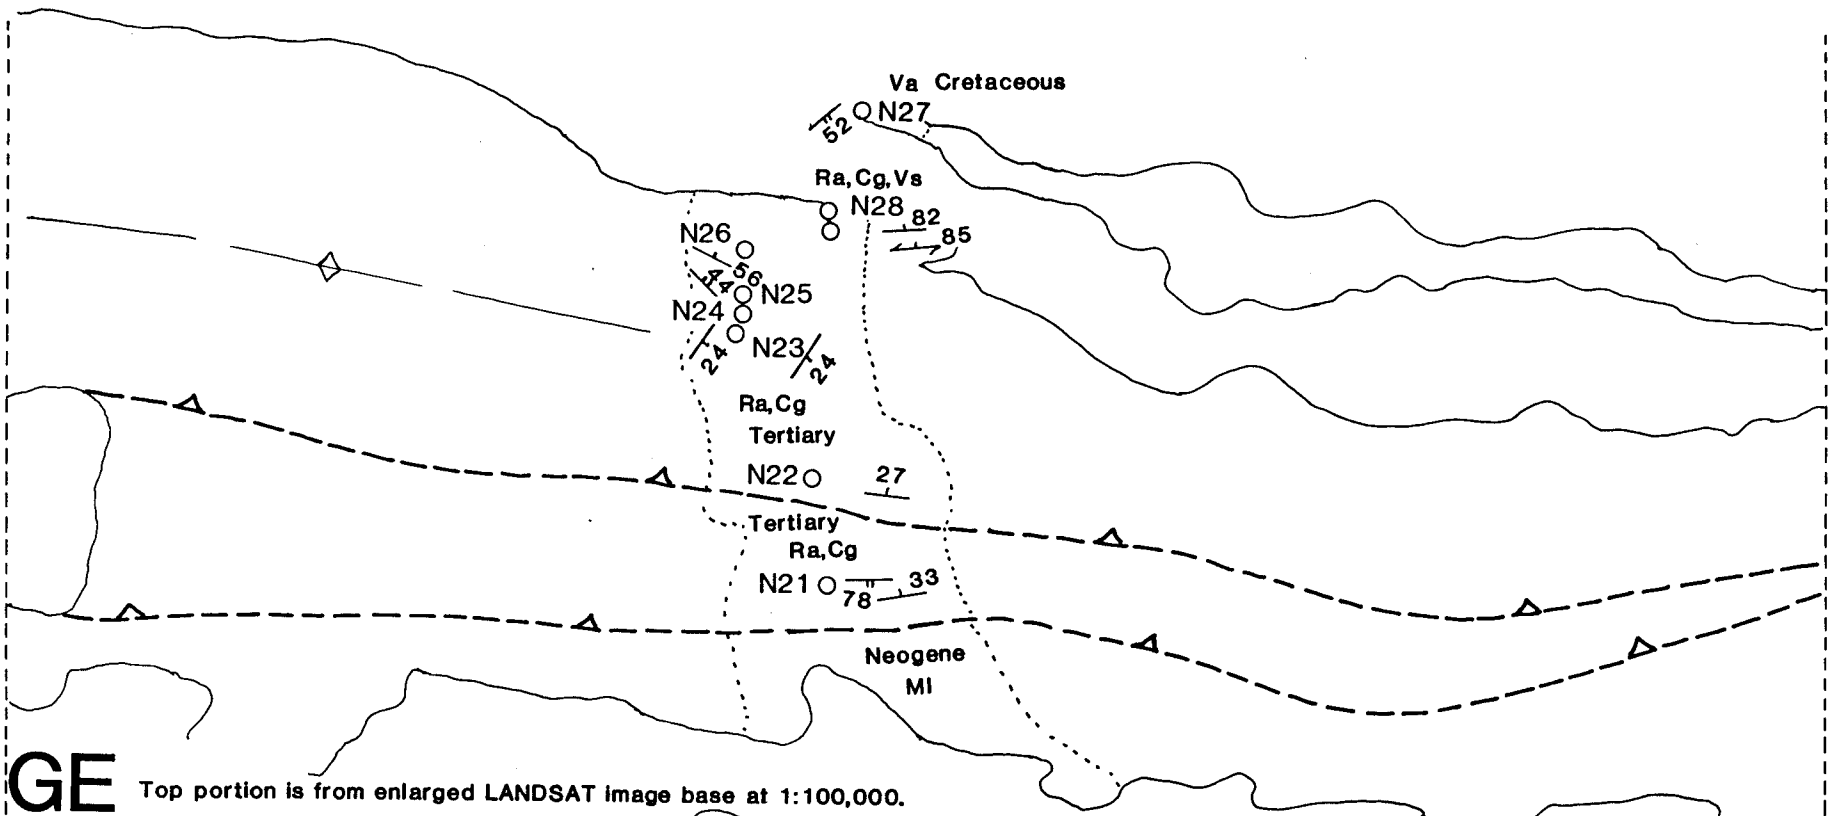 Va Cretaceous
N27
52
Ra, Cg, Vs
N28
82
85
N26
56
44
N25
N24
24
N23
24
Ra, Cg
Tertiary
N22
27
Tertiary
Ra, Cg
N21
78
33
Neogene
MI
GE
Top portion is from enlarged LANDSAT image base at 1:100,000.